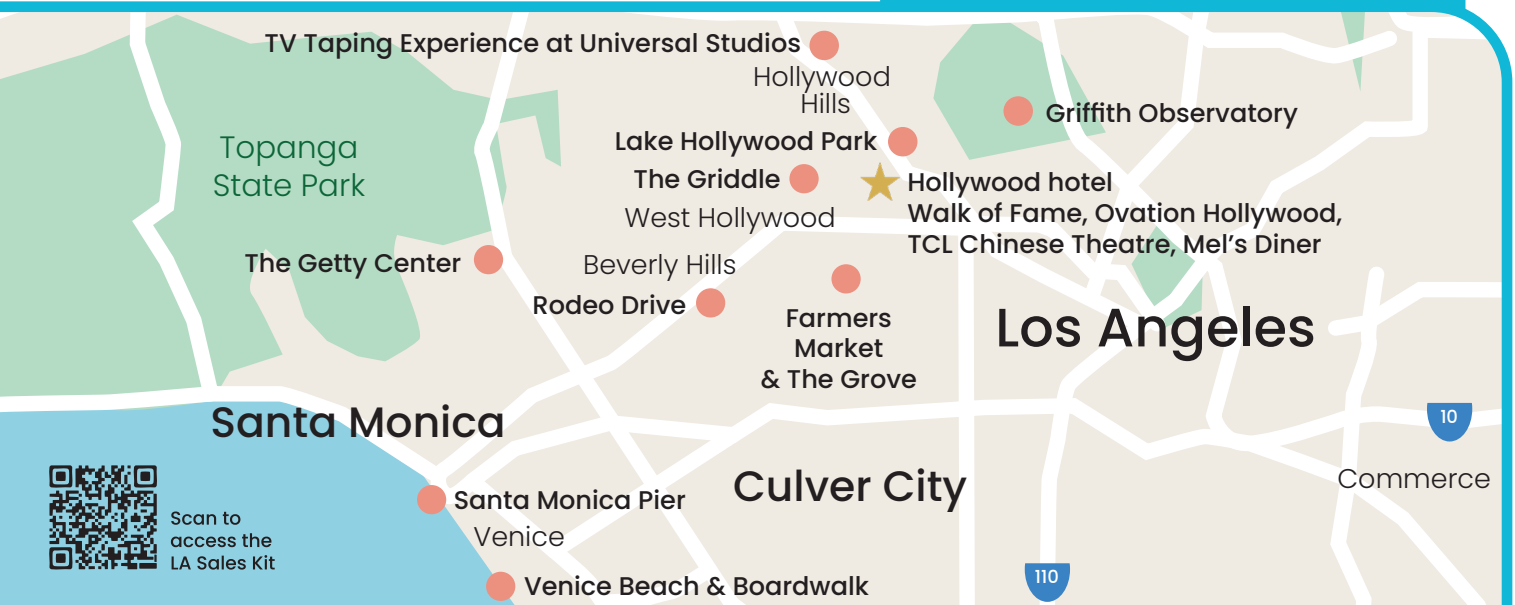 TV Taping Experience at Universal Studios
Hollywood
Hills
Griffith Observatory
Lake Hollywood Park
Topanga
State Park
The Griddle
Hollywood hotel
Walk of Fame, Ovation Hollywood,
TCL Chinese Theatre, Mel's Diner
West Hollywood
The Getty Center
Beverly Hills
Rodeo Drive
Farmers
Market
& The Grove
Los Angeles
Santa Monica
10
Culver City
Commerce
Santa Monica Pier
Venice
Scan to
access the
LA Sales Kit
110
Venice Beach & Boardwalk